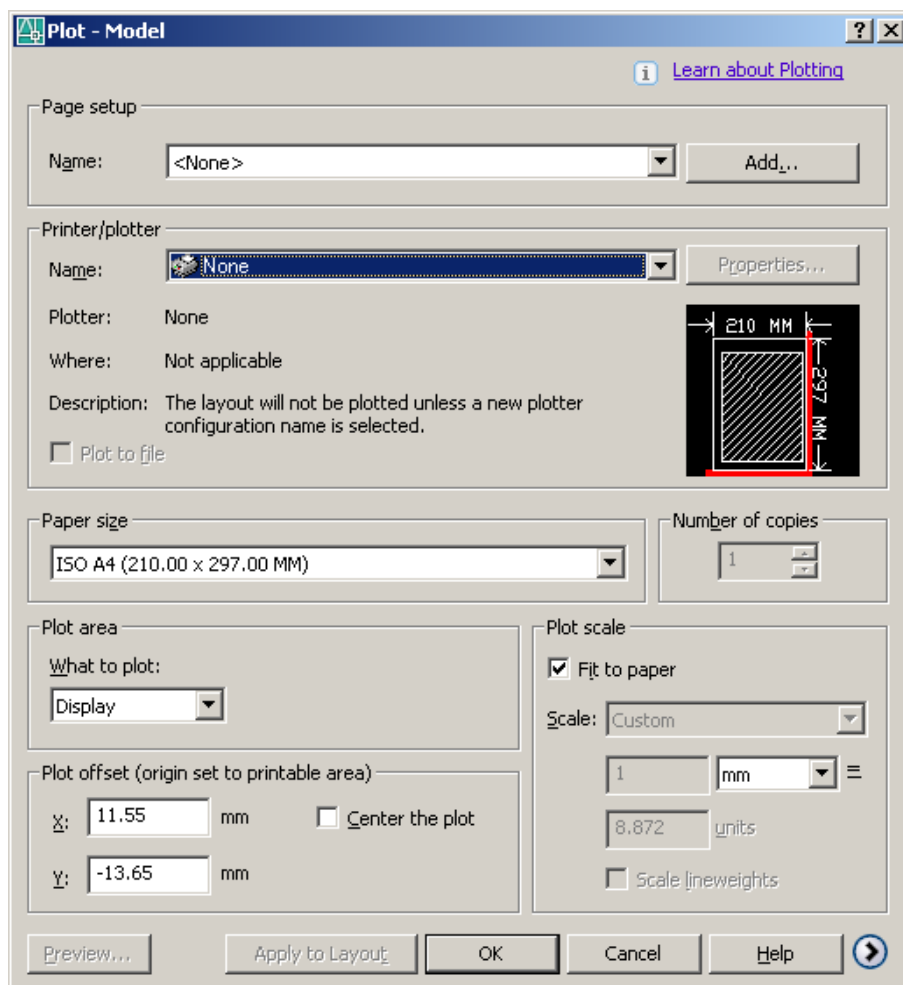 Plot - Model
Learn about Plotting
Page setup
Name: <None> Add...
Printer/plotter
Name: None Properties...
Plotter: None
Where: Not applicable
Description: The layout will not be plotted unless a new plotter
configuration name is selected.
Plot to file
210 MM
297 MM
Paper size
ISO A4 (210.00 x 297.00 MM)
Number of copies
1
Plot area
What to plot:
Display
Plot offset (origin set to printable area)
X: 11.55 mm Center the plot
Y: -13.65 mm
Plot scale
Fit to paper
Scale: Custom
1 mm =
8.872 units
Scale lineweights
Preview... Apply to Layout OK Cancel Help